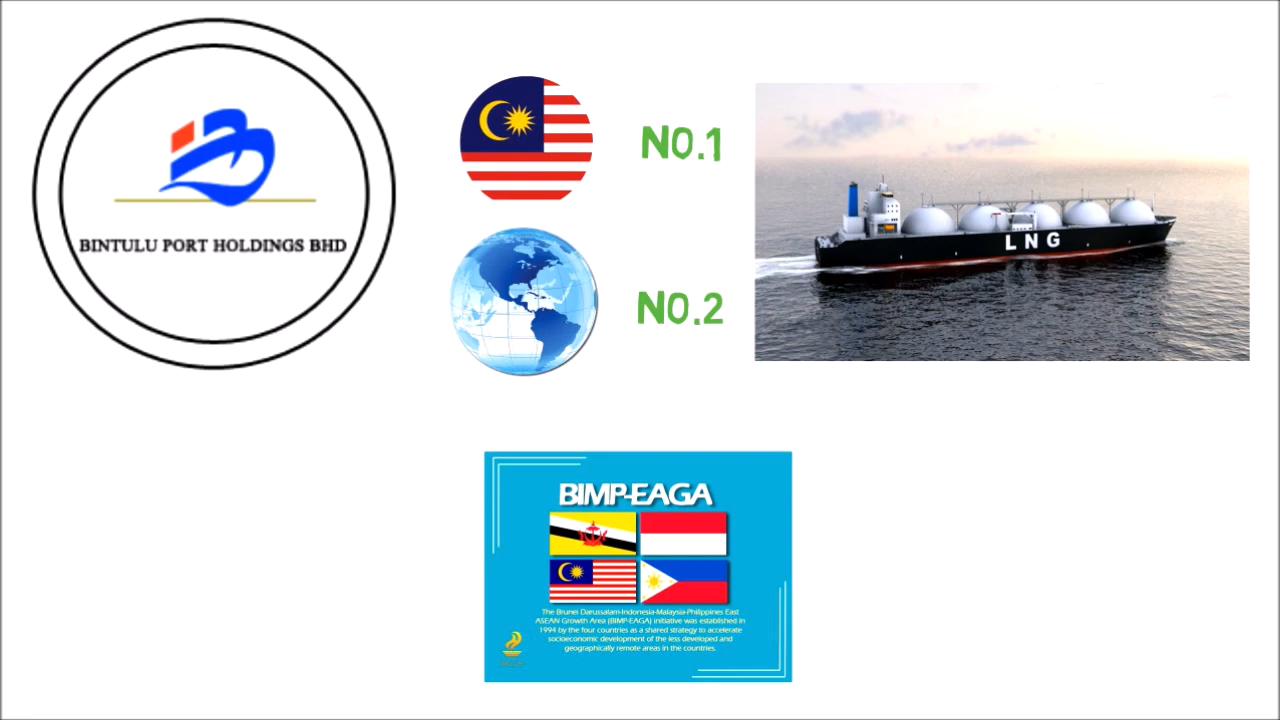 BINTULU PORT HOLDINGS BHD
NO.1
NO.2
LNG
BIMP-EAGA
The Brunei Darussalam-Indonesia-Malaysia-Philippines East
ASEAN Growth Area (BIMP-EAGA) initiative was established in
1994 by the four countries as a shared strategy to accelerate
socioeconomic development of the less developed and
geographically remote areas in the countries.